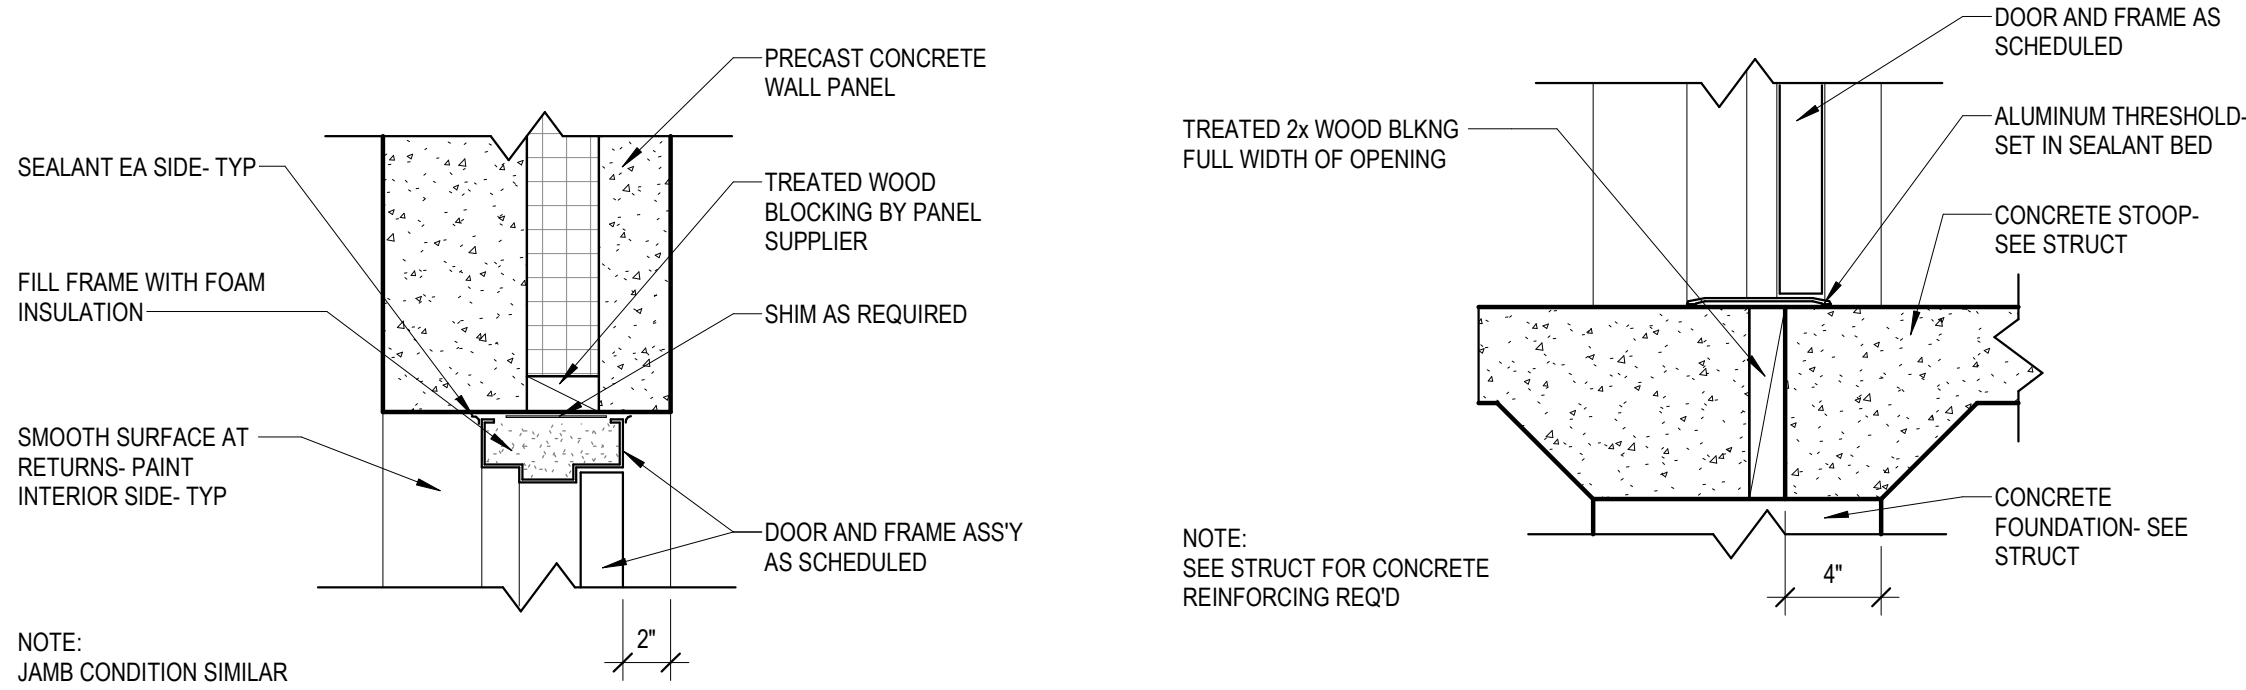 PRECAST CONCRETE
WALL PANEL
SEALANT EA SIDE- TYP
TREATED WOOD
BLOCKING BY PANEL
SUPPLIER
FILL FRAME WITH FOAM
INSULATION
SHIM AS REQUIRED
SMOOTH SURFACE AT
RETURNS- PAINT
INTERIOR SIDE- TYP
DOOR AND FRAME ASS'Y
AS SCHEDULED
2"
NOTE:
JAMB CONDITION SIMILAR
DOOR AND FRAME AS
SCHEDULED
TREATED 2x WOOD BLKNG
FULL WIDTH OF OPENING
ALUMINUM THRESHOLD-
SET IN SEALANT BED
CONCRETE STOOP-
SEE STRUCT
CONCRETE
FOUNDATION- SEE
STRUCT
NOTE:
SEE STRUCT FOR CONCRETE
REINFORCING REQ'D
4"